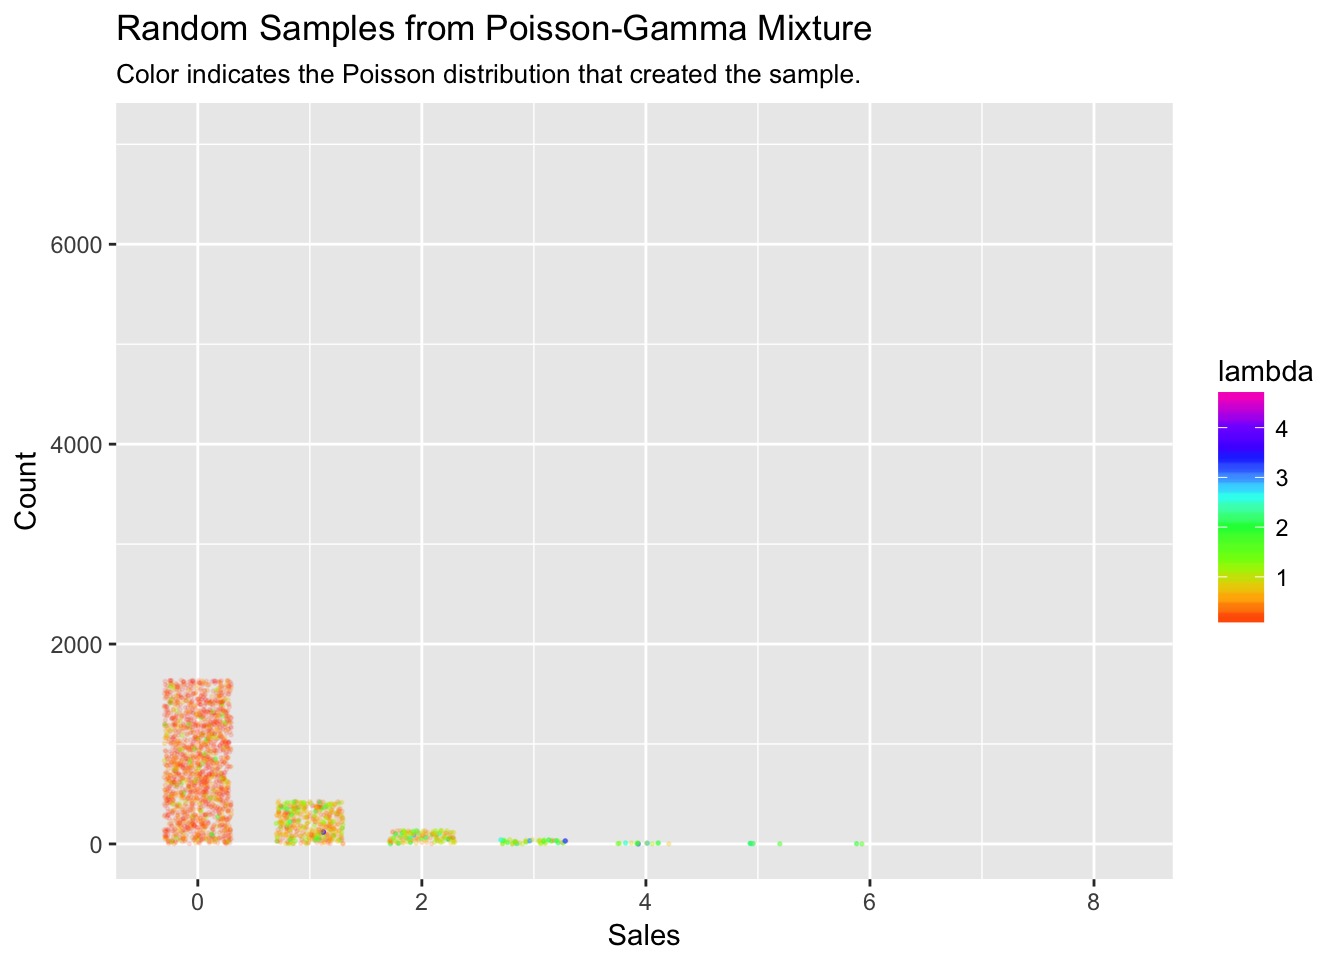 Random Samples from Poisson-Gamma Mixture
Color indicates the Poisson distribution that created the sample.
6000
4000
2000
0
Count
0 2 4 6 8
Sales
lambda
4
3
2
1